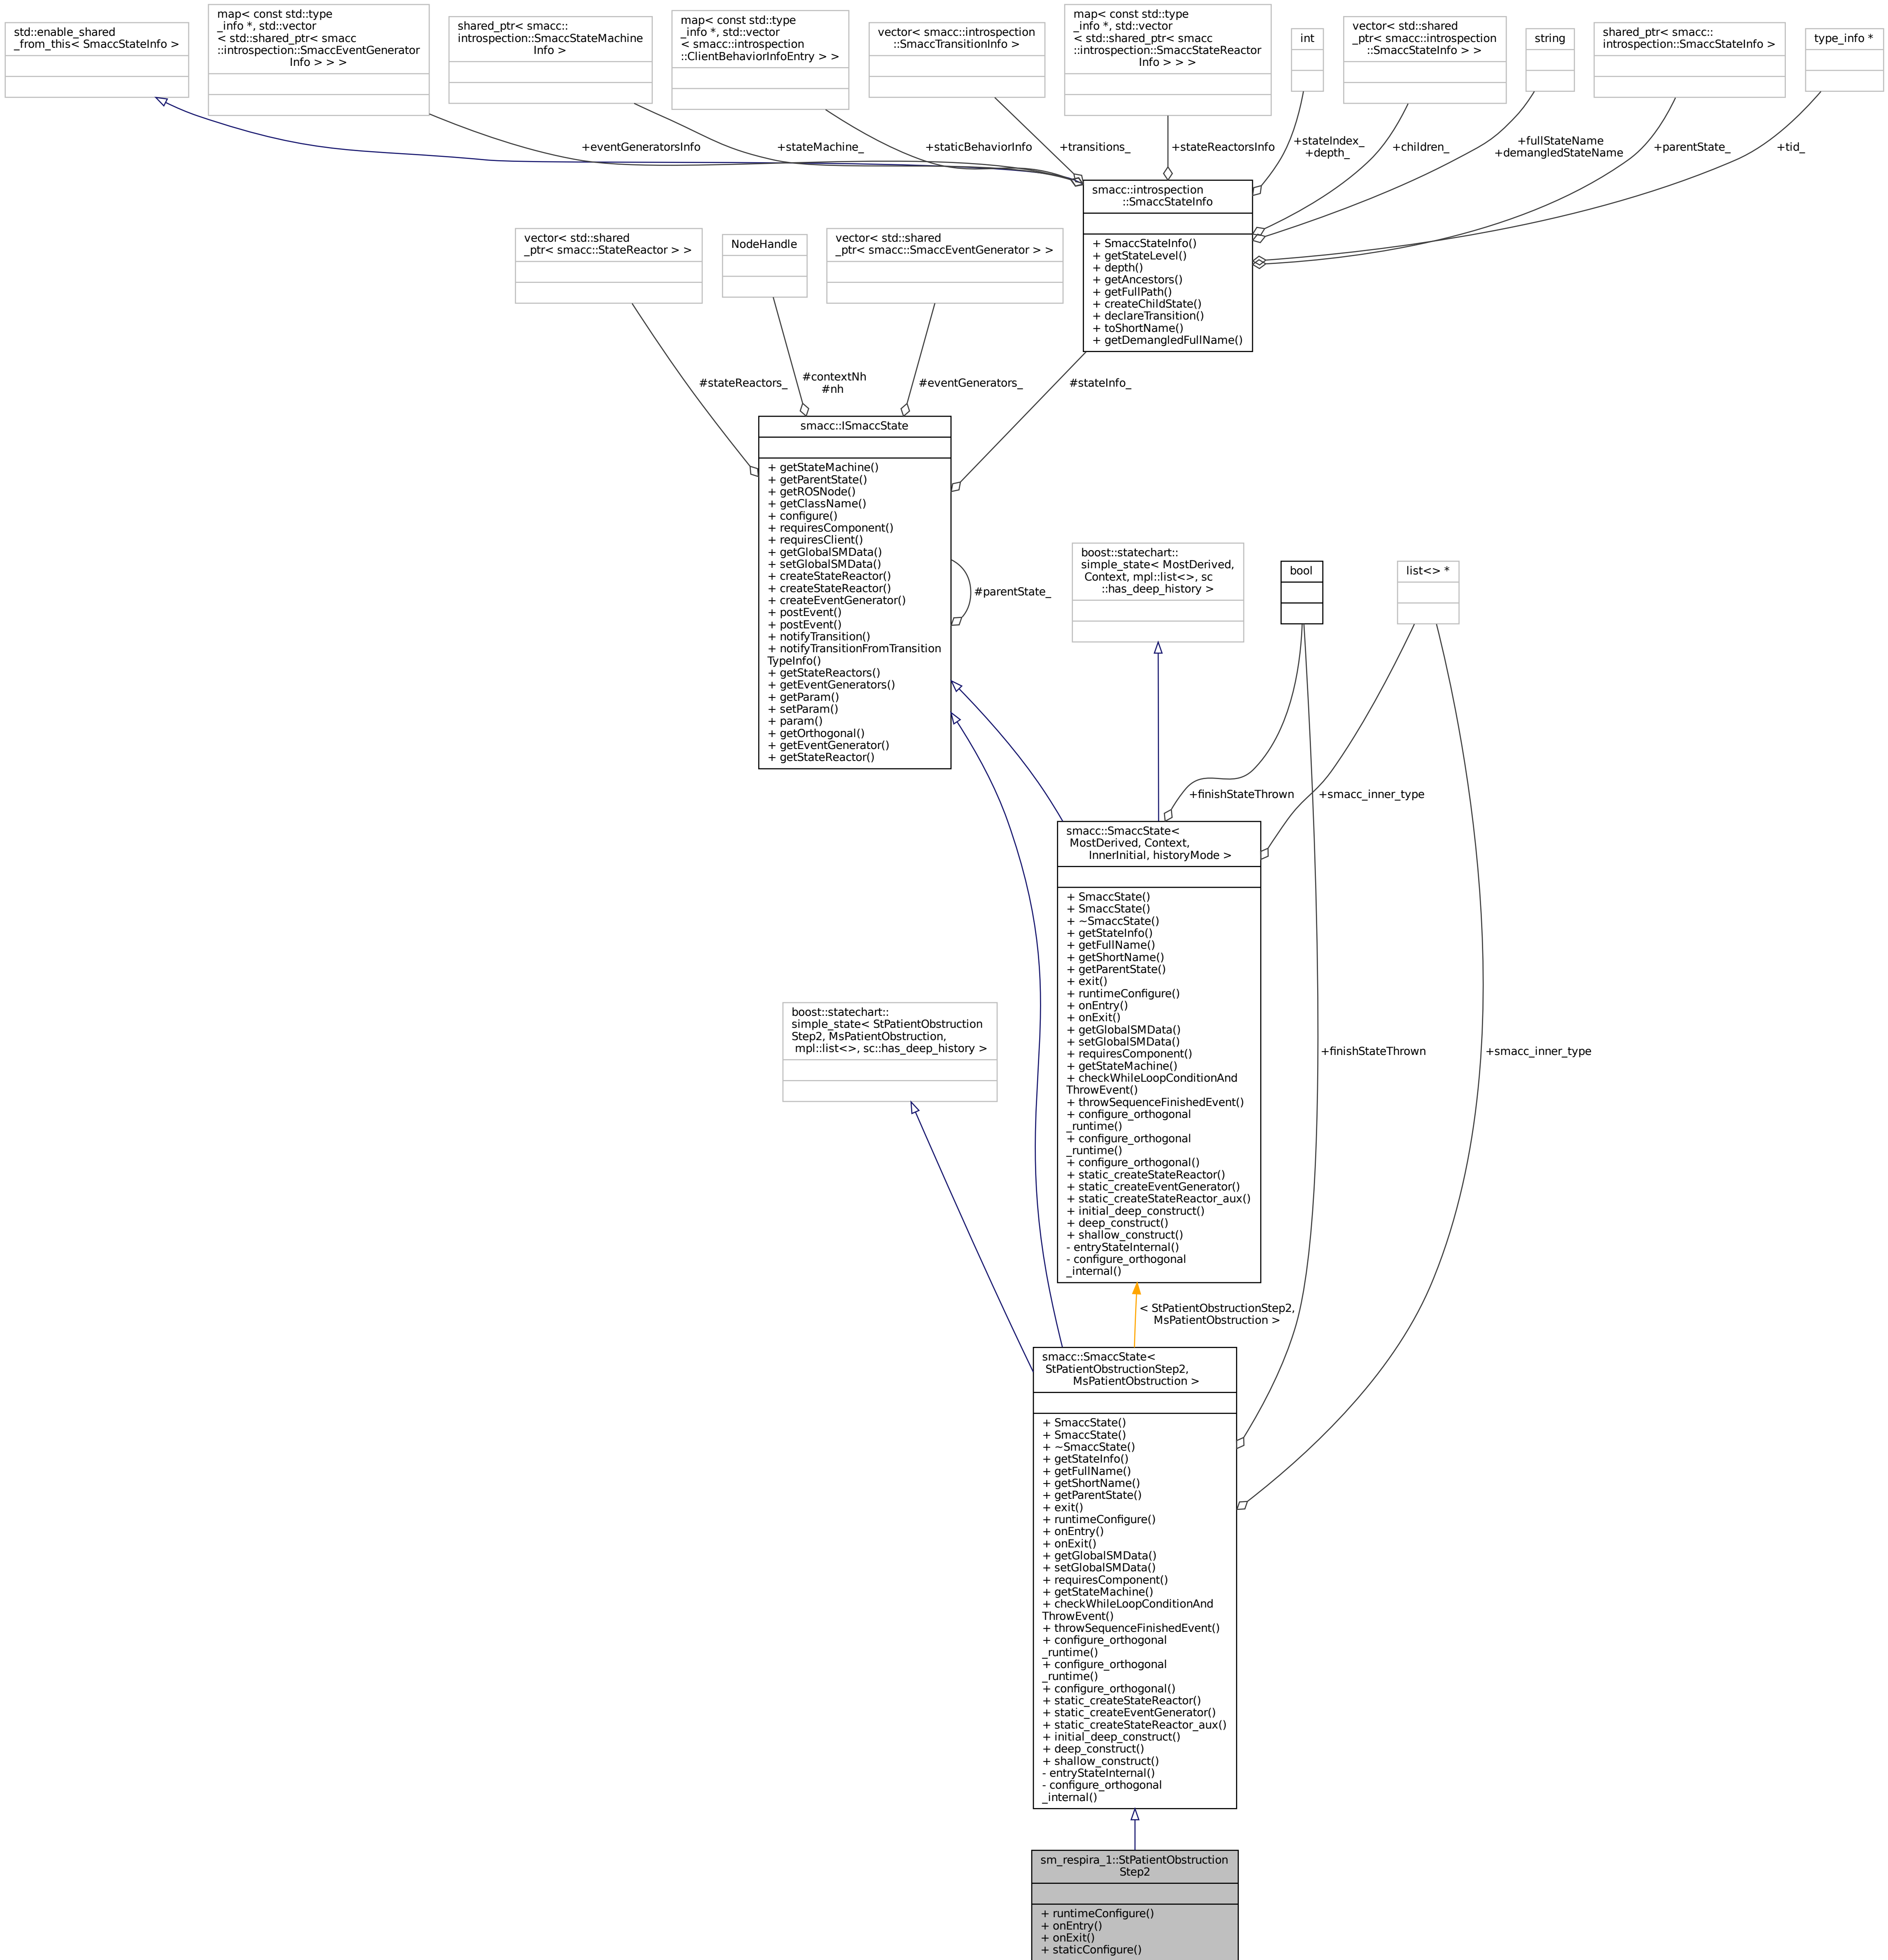 std::enable_shared
_from_this< SmaccStateInfo >
map< const std::type
_info *, std::vector
< std::shared_ptr< smacc
::introspection::SmaccEventGenerator
Info > > >
shared_ptr< smacc::
introspection::SmaccStateMachine
Info >
map< const std::type
_info *, std::vector
< smacc::introspection
::ClientBehaviorInfoEntry > >
vector< smacc::introspection
::SmaccTransitionInfo >
map< const std::type
_info *, std::vector
< std::shared_ptr< smacc
::introspection::SmaccStateReactor
Info > > >
int
vector< std::shared
_ptr< smacc::introspection
::SmaccStateInfo > >
string
shared_ptr< smacc::
introspection::SmaccStateInfo >
type_info *
+eventGeneratorsInfo
+stateMachine_
+staticBehaviorInfo
+transitions_
+stateReactorsInfo
+stateIndex_
+depth_
+children_
+fullStateName
+demangledStateName
+parentState_
+tid_
smacc::introspection
::SmaccStateInfo
+ SmaccStateInfo()
+ getStateLevel()
+ depth()
+ getAncestors()
+ getFullPath()
+ createChildState()
+ declareTransition()
+ toShortName()
+ getDemangledFullName()
vector< std::shared
_ptr< smacc::StateReactor > >
NodeHandle
vector< std::shared
_ptr< smacc::SmaccEventGenerator > >
#stateReactors_
#contextNh
#nh
#eventGenerators_
#stateInfo_
smacc::ISmaccState
+ getStateMachine()
+ getParentState()
+ getROSNode()
+ getClassName()
+ configure()
+ requiresComponent()
+ requiresClient()
+ getGlobalSMData()
+ setGlobalSMData()
+ createStateReactor()
+ createStateReactor()
+ createEventGenerator()
+ postEvent()
+ postEvent()
+ notifyTransition()
+ notifyTransitionFromTransition
TypeInfo()
+ getStateReactors()
+ getEventGenerators()
+ getParam()
+ setParam()
+ param()
+ getOrthogonal()
+ getEventGenerator()
+ getStateReactor()
#parentState_
boost::statechart::
simple_state< MostDerived,
Context, mpl::list<>, sc
::has_deep_history >
bool
list<> *
+finishStateThrown
+smacc_inner_type
smacc::SmaccState<
MostDerived, Context,
InnerInitial, historyMode >
+ SmaccState()
+ SmaccState()
+ ~SmaccState()
+ getStateInfo()
+ getFullName()
+ getShortName()
+ getParentState()
+ exit()
+ runtimeConfigure()
+ onEntry()
+ onExit()
+ getGlobalSMData()
+ setGlobalSMData()
+ requiresComponent()
+ getStateMachine()
+ checkWhileLoopConditionAnd
ThrowEvent()
+ throwSequenceFinishedEvent()
+ configure_orthogonal
_runtime()
+ configure_orthogonal
_runtime()
+ configure_orthogonal()
+ static_createStateReactor()
+ static_createEventGenerator()
+ static_createStateReactor_aux()
+ initial_deep_construct()
+ deep_construct()
+ shallow_construct()
- entryStateInternal()
- configure_orthogonal
_internal()
boost::statechart::
simple_state< StPatientObstruction
Step2, MsPatientObstruction,
mpl::list<>, sc::has_deep_history >
+finishStateThrown
+smacc_inner_type
< StPatientObstructionStep2,
MsPatientObstruction >
smacc::SmaccState<
StPatientObstructionStep2,
MsPatientObstruction >
+ SmaccState()
+ SmaccState()
+ ~SmaccState()
+ getStateInfo()
+ getFullName()
+ getShortName()
+ getParentState()
+ exit()
+ runtimeConfigure()
+ onEntry()
+ onExit()
+ getGlobalSMData()
+ setGlobalSMData()
+ requiresComponent()
+ getStateMachine()
+ checkWhileLoopConditionAnd
ThrowEvent()
+ throwSequenceFinishedEvent()
+ configure_orthogonal
_runtime()
+ configure_orthogonal
_runtime()
+ configure_orthogonal()
+ static_createStateReactor()
+ static_createEventGenerator()
+ static_createStateReactor_aux()
+ initial_deep_construct()
+ deep_construct()
+ shallow_construct()
- entryStateInternal()
- configure_orthogonal
_internal()
sm_respira_1::StPatientObstruction
Step2
+ runtimeConfigure()
+ onEntry()
+ onExit()
+ staticConfigure()